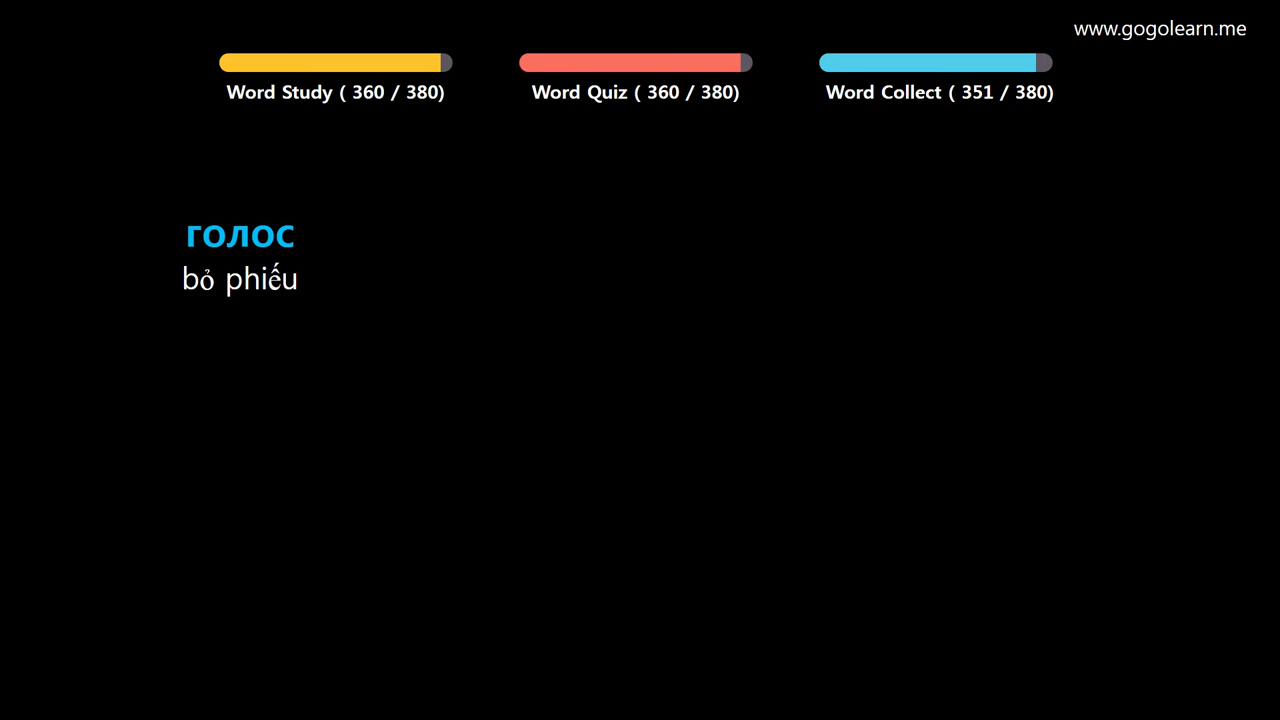 www.gogolearn.me
Word Study ( 360 / 380)
Word Quiz ( 360 / 380)
Word Collect ( 351 / 380)
голос
bỏ phiếu